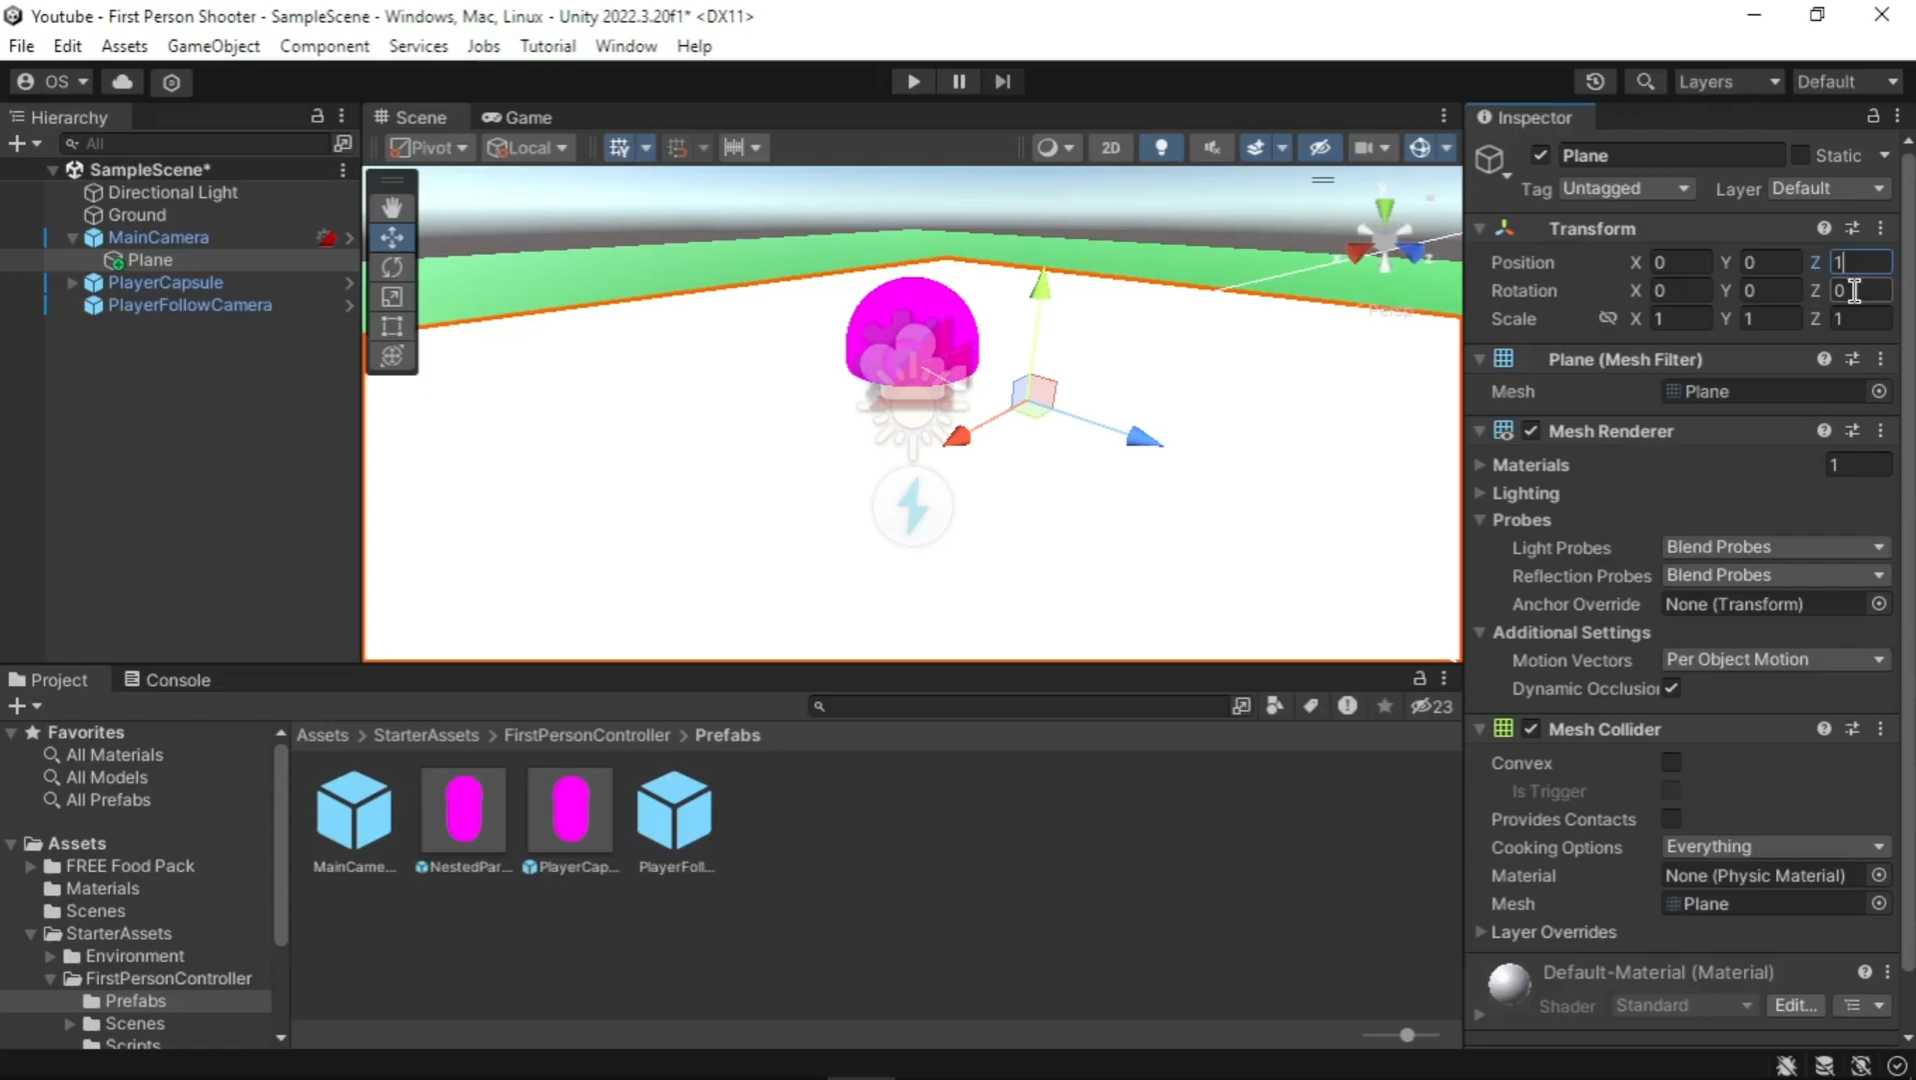 Youtube - First Person Shooter - SampleScene - Windows, Mac, Linux - Unity 2022.3.20f1* <DX11>
File Edit Assets GameObject Component Services Jobs Tutorial Window Help
OS Layers Default
Hierarchy
All
SampleScene*
Directional Light
Ground
MainCamera
Plane
PlayerCapsule
PlayerFollowCamera
Scene Game
Pivot Local 2D
Persp
Inspector
Plane Static
Tag Untagged Layer Default
Transform
Position X 0 Y 0 Z 1
Rotation X 0 Y 0 Z 0
Scale X 1 Y 1 Z 1
Plane (Mesh Filter)
Mesh Plane
Mesh Renderer
Materials 1
Lighting
Probes
Light Probes Blend Probes
Reflection Probes Blend Probes
Anchor Override None (Transform)
Additional Settings
Motion Vectors Per Object Motion
Dynamic Occlusion
Mesh Collider
Convex
Is Trigger
Provides Contacts
Cooking Options Everything
Material None (Physic Material)
Mesh Plane
Layer Overrides
Default-Material (Material)
Shader Standard Edit...
Project Console
23
Favorites
All Materials
All Models
All Prefabs
Assets
FREE Food Pack
Materials
Scenes
StarterAssets
Environment
FirstPersonController
Prefabs
Scenes
Scripts
Assets > StarterAssets > FirstPersonController > Prefabs
MainCame... NestedPar... PlayerCap... PlayerFoll...